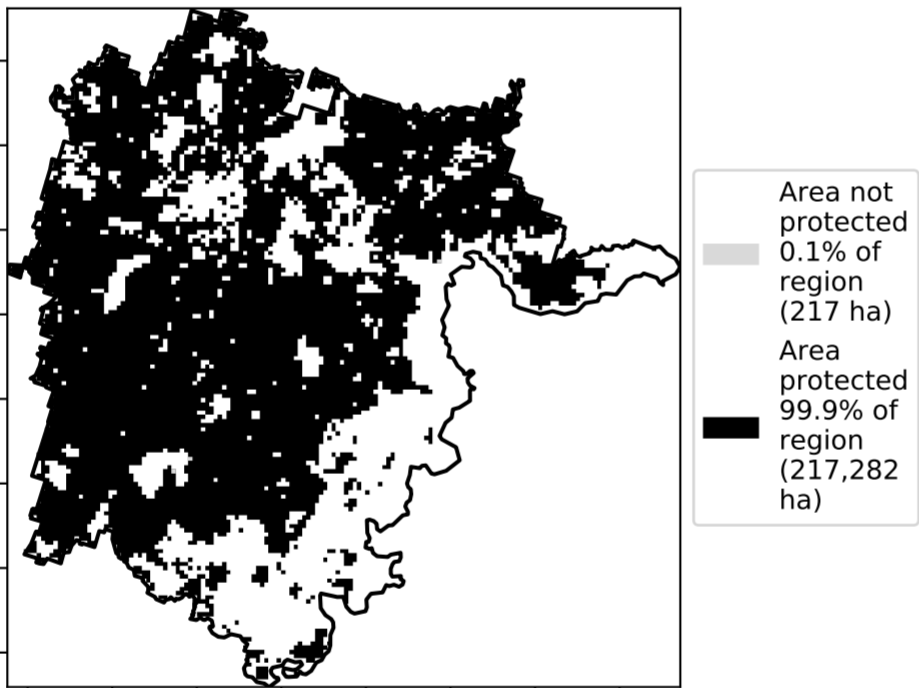 Area not
protected
0.1% of
region
(217 ha)
Area
protected
99.9% of
region
(217,282
ha)